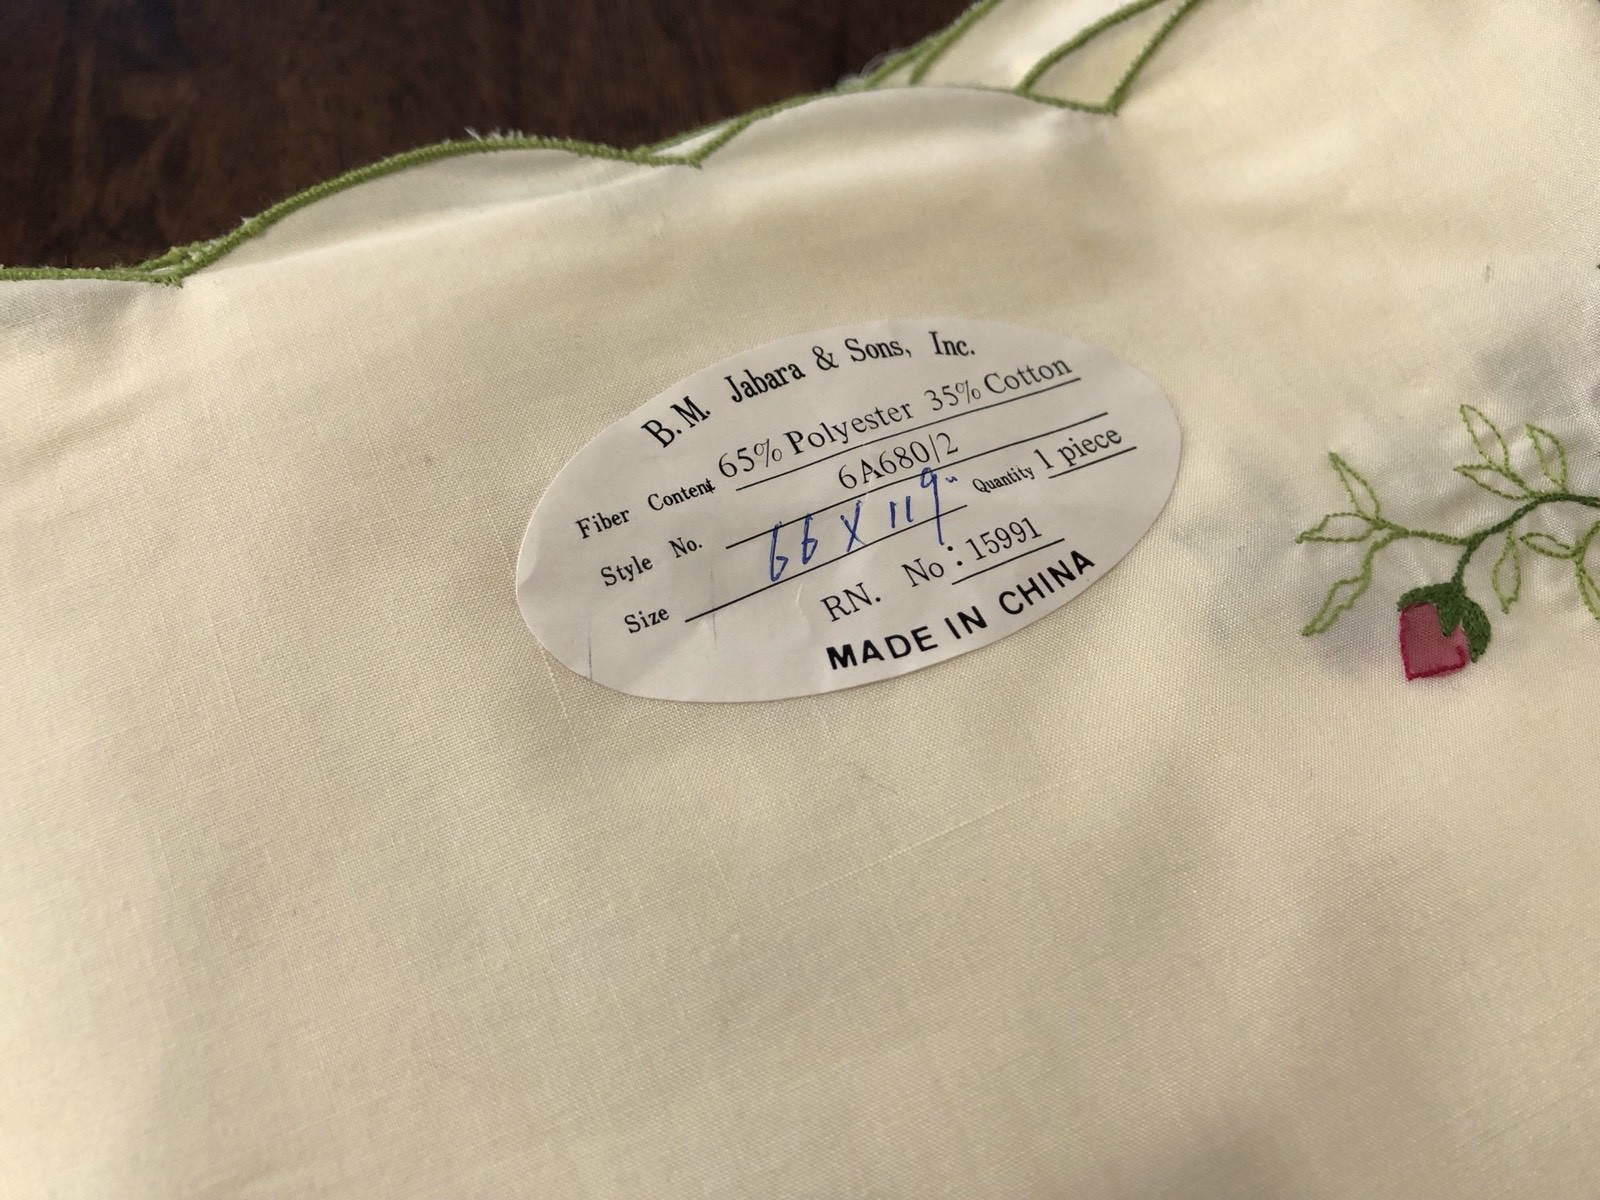 B.M. Jabara & Sons, Inc.
Fiber Content 65% Polyester 35% Cotton
Style No. 6A680/2
Size 66 X 119" Quantity 1 piece
RN. No: 15991
MADE IN CHINA